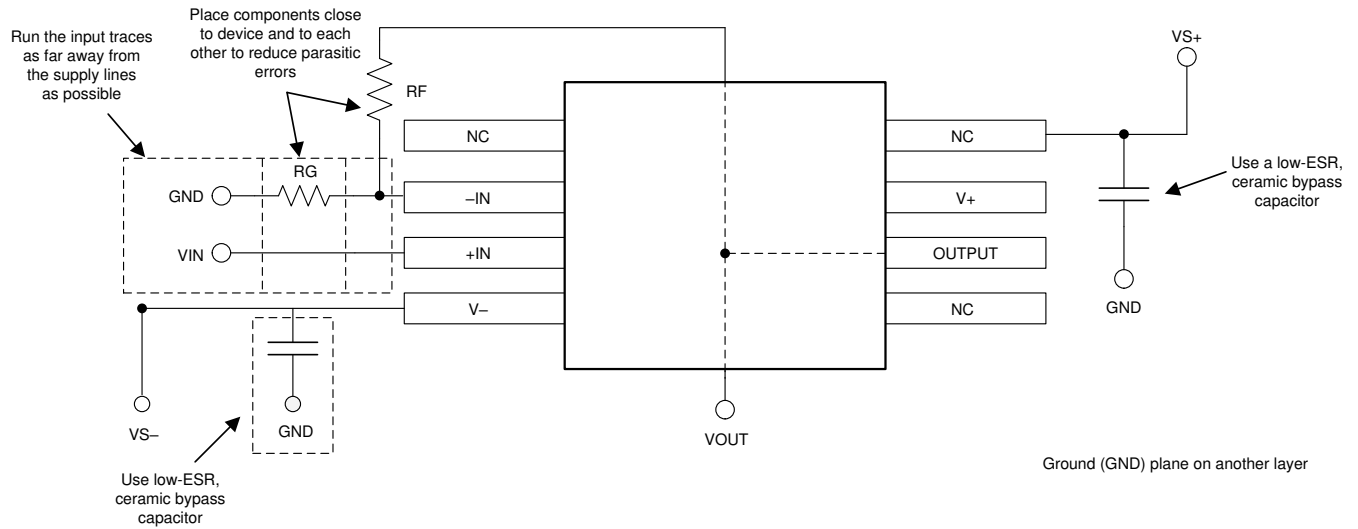 Place components close
to device and to each
other to reduce parasitic
errors
Run the input traces
as far away from
the supply lines
as possible
VS+
RF
NC
NC
Use a low-ESR,
ceramic bypass
capacitor
RG
GND
–IN
V+
VIN
+IN
OUTPUT
GND
V–
NC
VS–
GND
VOUT
Use low-ESR,
ceramic bypass
capacitor
Ground (GND) plane on another layer